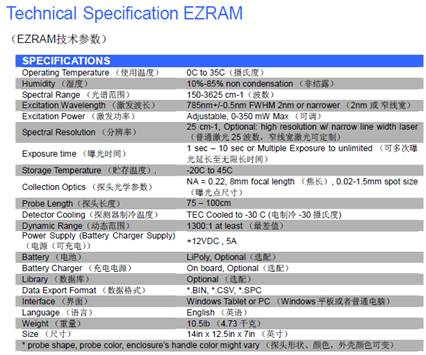 Technical Specification EZRAM
（EZRAM技术参数）
SPECIFICATIONS
Operating Temperature （使用温度） 0C to 35C（摄氏度）
Humidity（湿度） 10%-85% non condensation （非结露）
Spectral Range （光谱范围） 150-3625 cm-1（波数）
Excitation Wavelength（激发波长） 785nm+/-0.5nm FWHM 2nm or narrower （2nm 或 窄线宽）
Excitation Power（激发功率） Adjustable, 0-350 mW Max （可调）
Spectral Resolution（分辨率） 25 cm-1, Optional: high resolution w/ narrow line width laser
（普通激光 25 波数，窄线宽激光可定制）
Exposure time （曝光时间） 1 sec – 10 sec or Multiple Exposure to unlimited （可多次曝
光延长至无限长时间）
Storage Temperature（贮存温度）, -20C to 45C
Collection Optics （探头光学参数） NA = 0.22, 8mm focal length（焦长）, 0.02-1.5mm spot size
（曝光点尺寸）
Probe Length（探头长度） 75 – 100cm
Detector Cooling（探测器制冷温度） TEC Cooled to -30 C (电制冷 -30 摄氏度)
Dynamic Range（动态范围） 1300:1 at least （最差值）
Power Supply (Battery Charger Supply)
（电源（可充电）） +12VDC , 5A
Battery（电池） LiPoly, Optional（选配）
Battery Charger （充电电源） On board, Optional（选配）
Library（数据库） Optional （选配）
Data Export Format（数据格式） *.BIN, *.CSV, *.SPC
Interface（界面） Windows Tablet or PC （Windows 平板或者普通电脑）
Language（语言） English（英语）
Weight（重量） 10.5lb （4.73 千克）
Size（尺寸） 14in x 12.5in x 7in （英寸）
* probe shape, probe color, enclosure's handle color might vary（探头形状、颜色，外壳颜色可变）